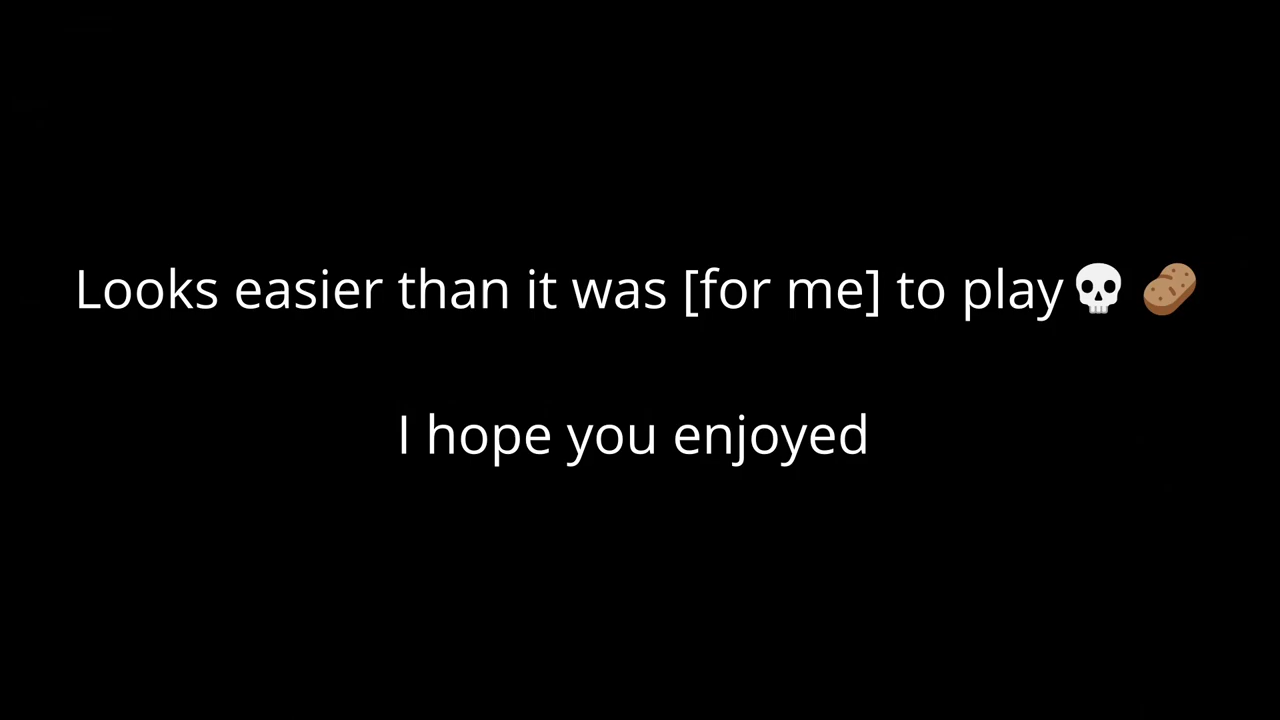 Looks easier than it was [for me] to play💀 🥔
I hope you enjoyed